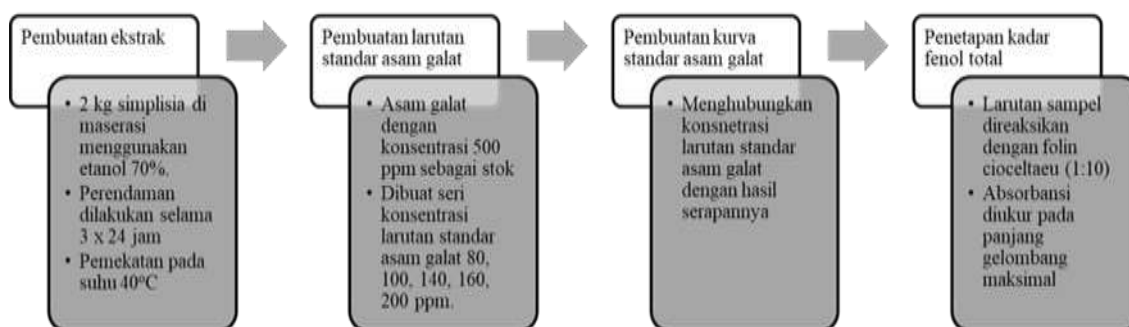 Pembuatan ekstrak
• 2 kg simplisia di
maserasi
menggunakan
etanol 70%.
• Perendaman
dilakukan selama
3 x 24 jam
• Pemekatan pada
suhu 40°C
Pembuatan larutan
standar asam galat
• Asam galat
dengan
konsentrasi 500
ppm sebagai stok
• Dibuat seri
konsentrasi
larutan standar
asam galat 80,
100, 140, 160,
200 ppm.
Pembuatan kurva
standar asam galat
• Menghubungkan
konsnetrasi
larutan standar
asam galat
dengan hasil
serapannya
Penetapan kadar
fenol total
• Larutan sampel
direaksikan
dengan folin
cioceltaeu (1:10)
• Absorbansi
diukur pada
panjang
gelombang
maksimal